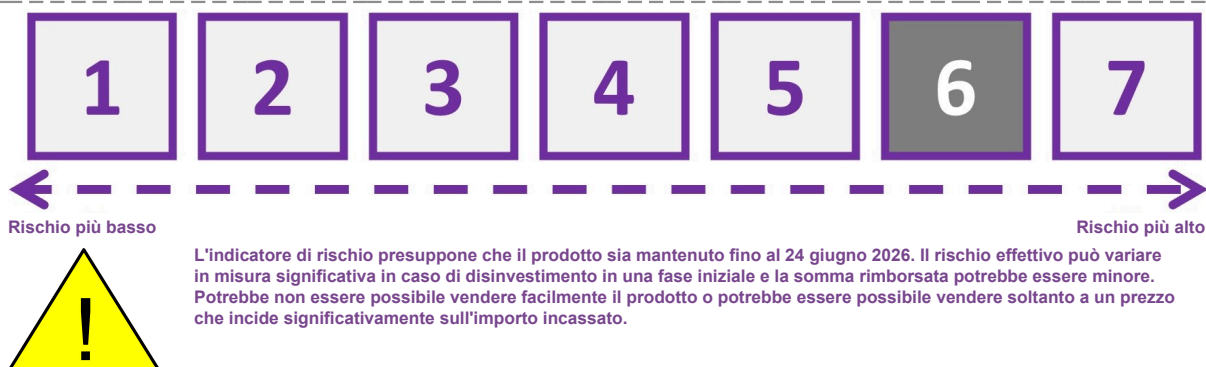 1 2 3 4 5 6 7
Rischio più basso Rischio più alto
L'indicatore di rischio presuppone che il prodotto sia mantenuto fino al 24 giugno 2026. Il rischio effettivo può variare
in misura significativa in caso di disinvestimento in una fase iniziale e la somma rimborsata potrebbe essere minore.
Potrebbe non essere possibile vendere facilmente il prodotto o potrebbe essere possibile vendere soltanto a un prezzo
che incide significativamente sull'importo incassato.
!